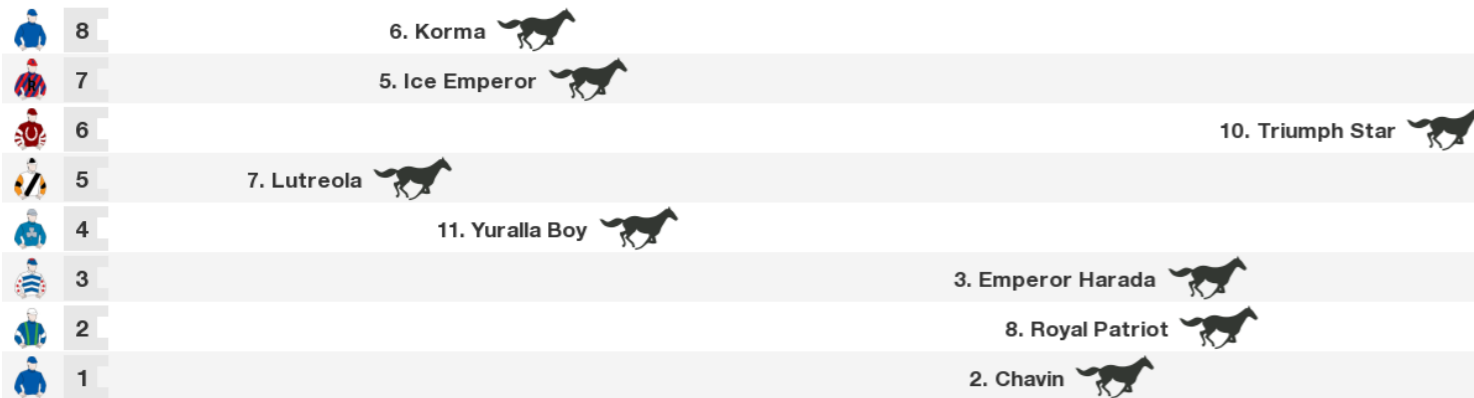 8 6. Korma
7 5. Ice Emperor
6 10. Triumph Star
5 7. Lutreola
4 11. Yuralla Boy
3 3. Emperor Harada
2 8. Royal Patriot
1 2. Chavin